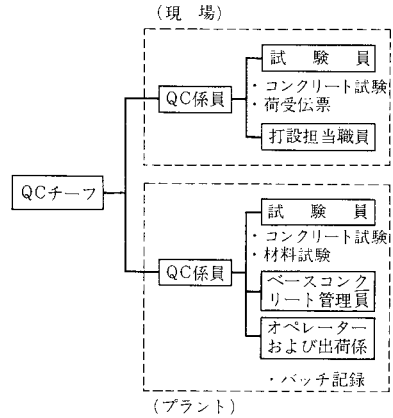 (現 場)
試 験 員
QC係員
・コンクリート試験
・荷受伝票
打設担当職員
QCチーフ
試 験 員
・コンクリート試験
・材料試験
QC係員
ベースコンク
リート管理員
オペレーター
および出荷係
・バッチ記録
(プラント)